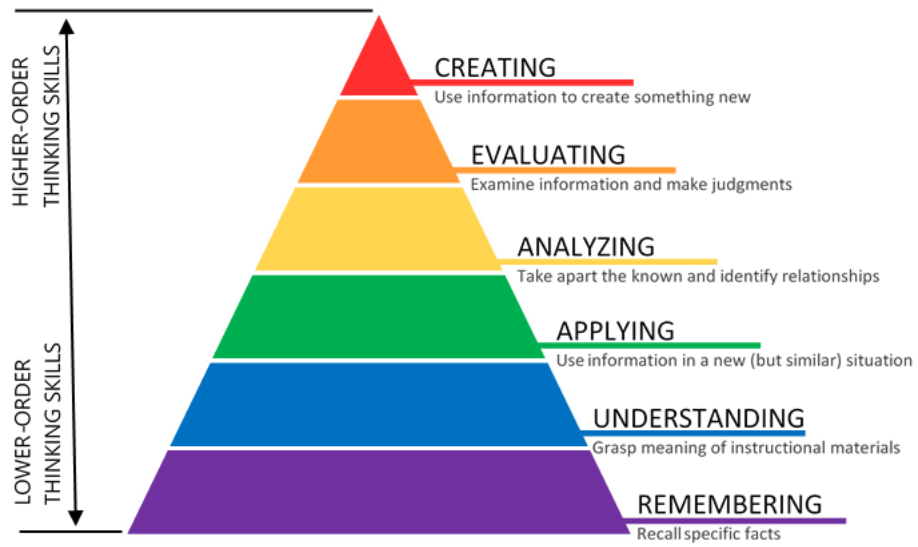 HIGHER-ORDER
THINKING SKILLS
CREATING
Use information to create something new
EVALUATING
Examine information and make judgments
ANALYZING
Take apart the known and identify relationships
APPLYING
Use information in a new (but similar) situation
LOWER-ORDER
THINKING SKILLS
UNDERSTANDING
Grasp meaning of instructional materials
REMEMBERING
Recall specific facts